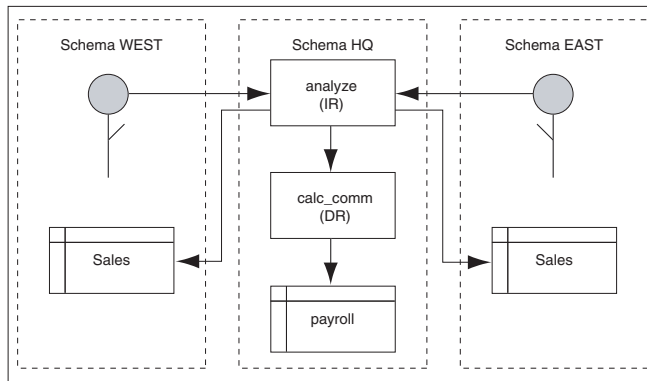 Schema WEST
Schema HQ
Schema EAST
analyze
(IR)
calc_comm
(DR)
Sales
Sales
payroll